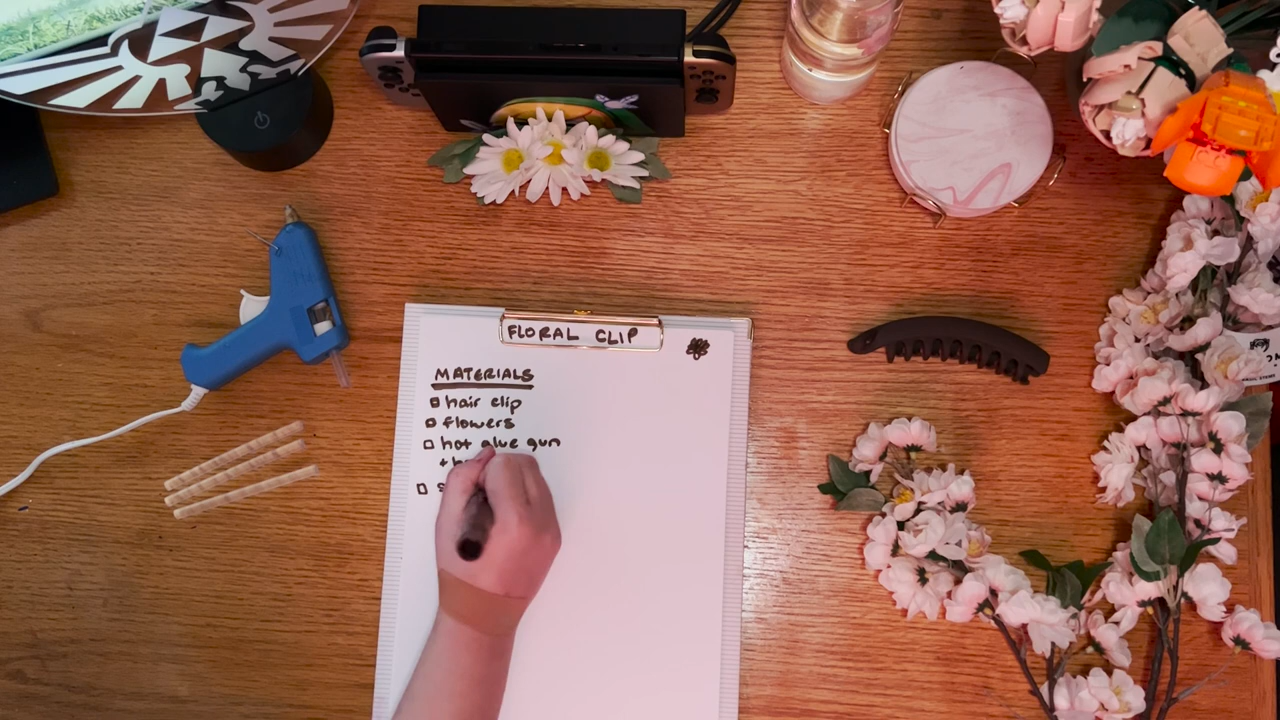 FLORAL CLIP
MATERIALS
hair clip
flowers
hot glue gun
+